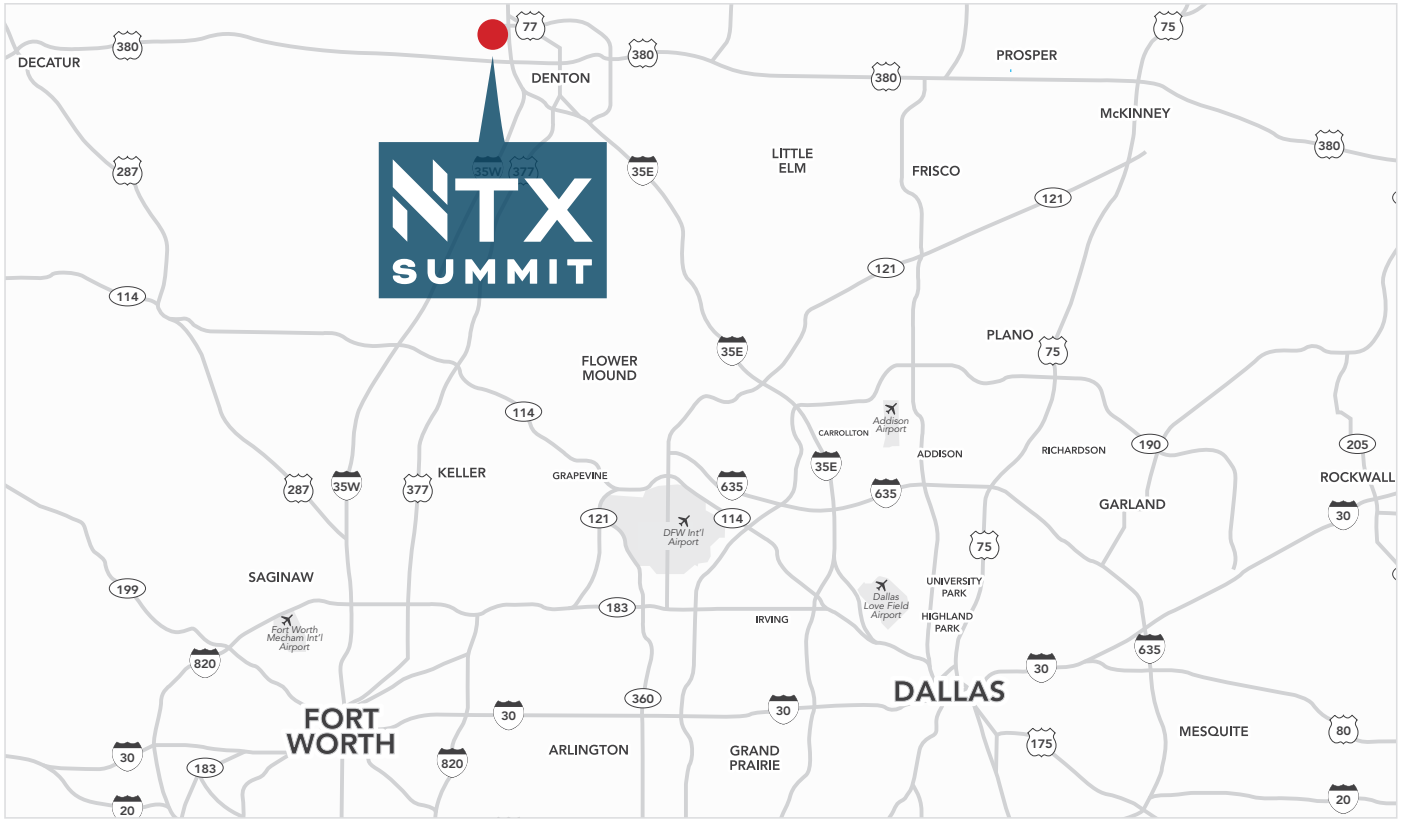 77
75
380
380
PROSPER
DECATUR
DENTON
380
McKINNEY
380
LITTLE
ELM
287
35W
377
35E
FRISCO
121
NTX
SUMMIT
121
114
PLANO
35E
75
FLOWER
MOUND
114
Addison
Airport
CARROLLTON
ADDISON
RICHARDSON
190
205
KELLER
GRAPEVINE
35E
ROCKWALL
287
35W
377
635
635
GARLAND
30
121
DFW Int'l
Airport
114
75
SAGINAW
199
UNIVERSITY
PARK
Dallas
Love Field
Airport
183
IRVING
HIGHLAND
PARK
Fort Worth
Mecham Int'l
Airport
820
635
30
DALLAS
360
30
30
FORT
WORTH
ARLINGTON
GRAND
PRAIRIE
MESQUITE
80
175
30
183
820
20
20